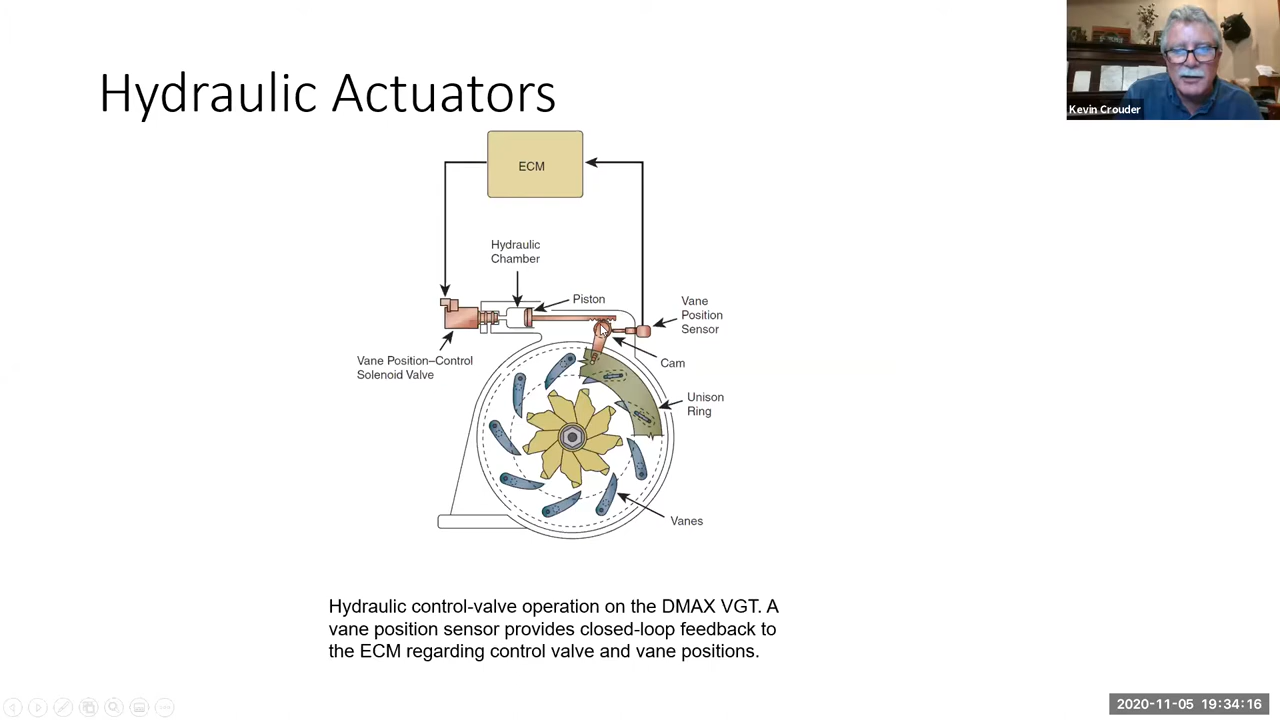 Hydraulic Actuators
Kevin Crouder
ECM
Hydraulic
Chamber
Piston
Vane
Position
Sensor
Vane Position–Control
Solenoid Valve
Cam
Unison
Ring
Vanes
Hydraulic control-valve operation on the DMAX VGT. A
vane position sensor provides closed-loop feedback to
the ECM regarding control valve and vane positions.
2020-11-05 19:34:16